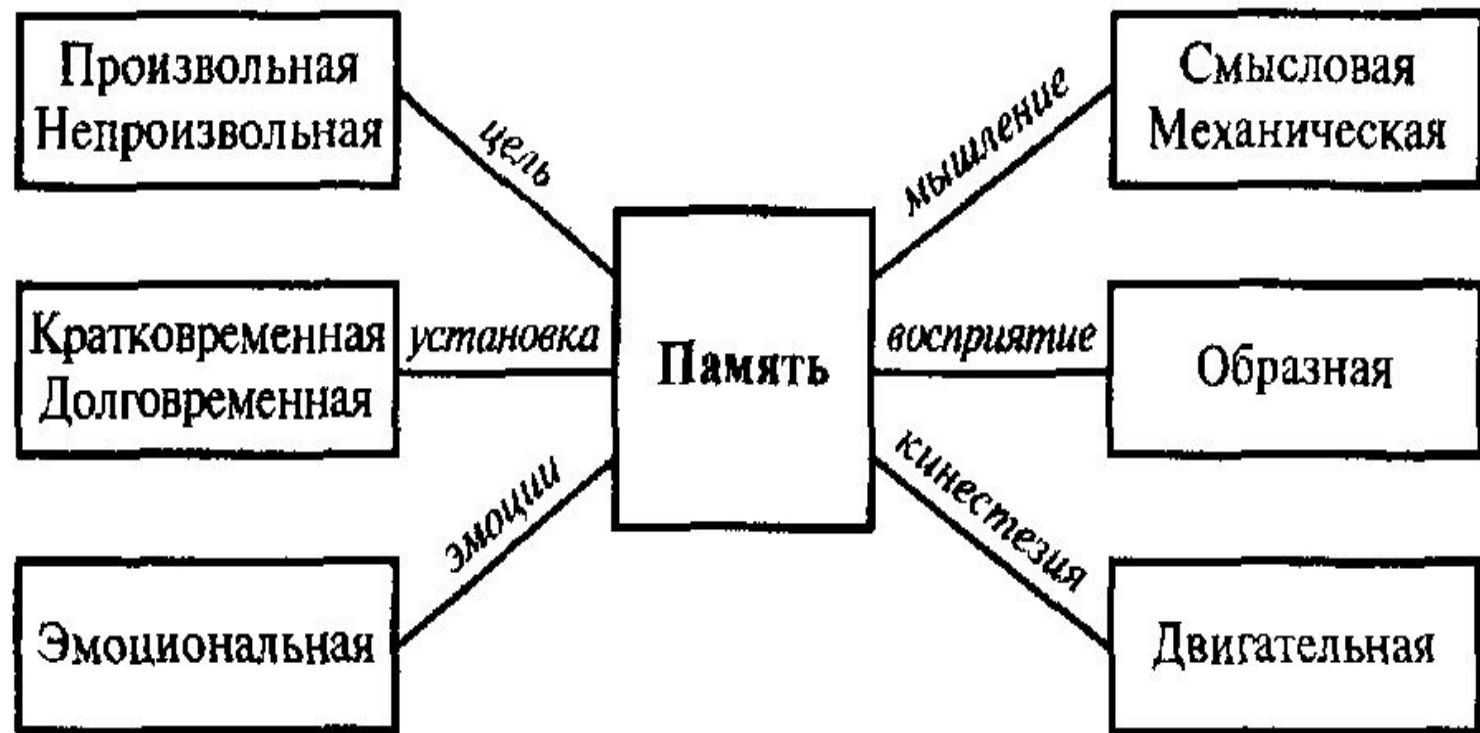 Произвольная
Непроизвольная
цель
мышление
Смысловая
Механическая
Кратковременная
Долговременная
установка
Память
восприятие
Образная
эмоции
кинестезия
Эмоциональная
Двигательная